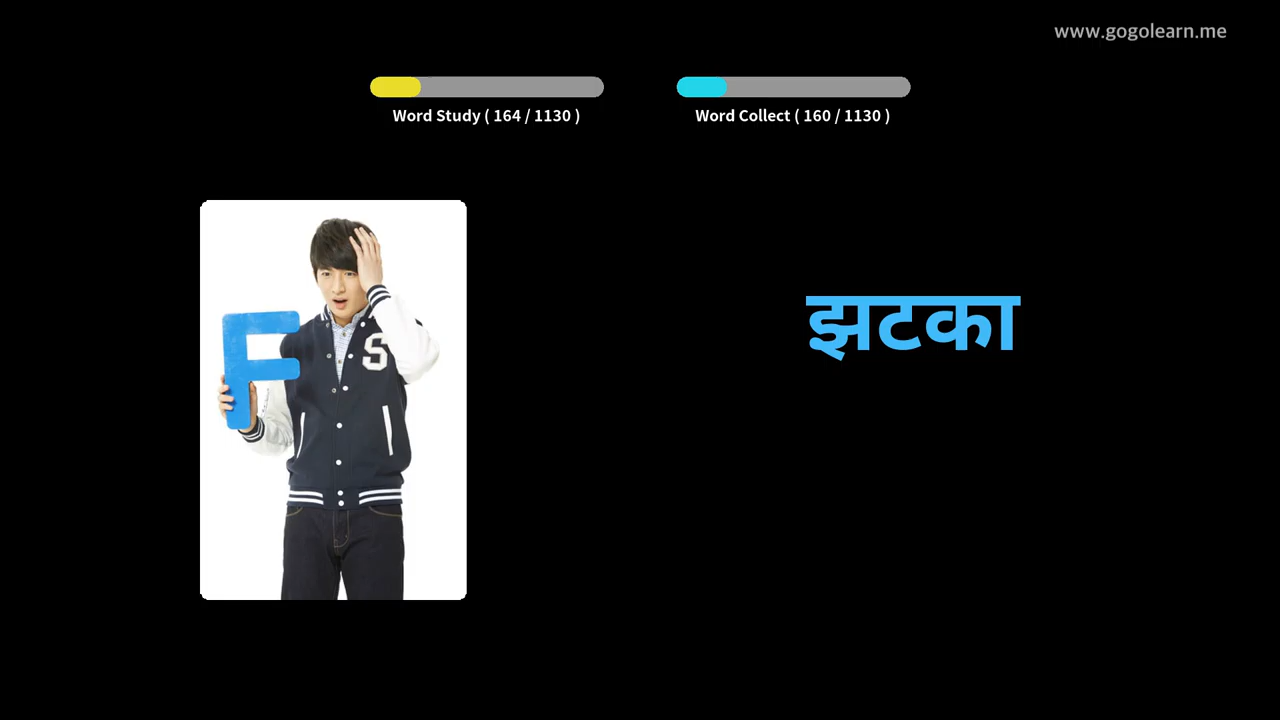 www.gogolearn.me
Word Study ( 164 / 1130 )
Word Collect ( 160 / 1130 )
F
S
झटका